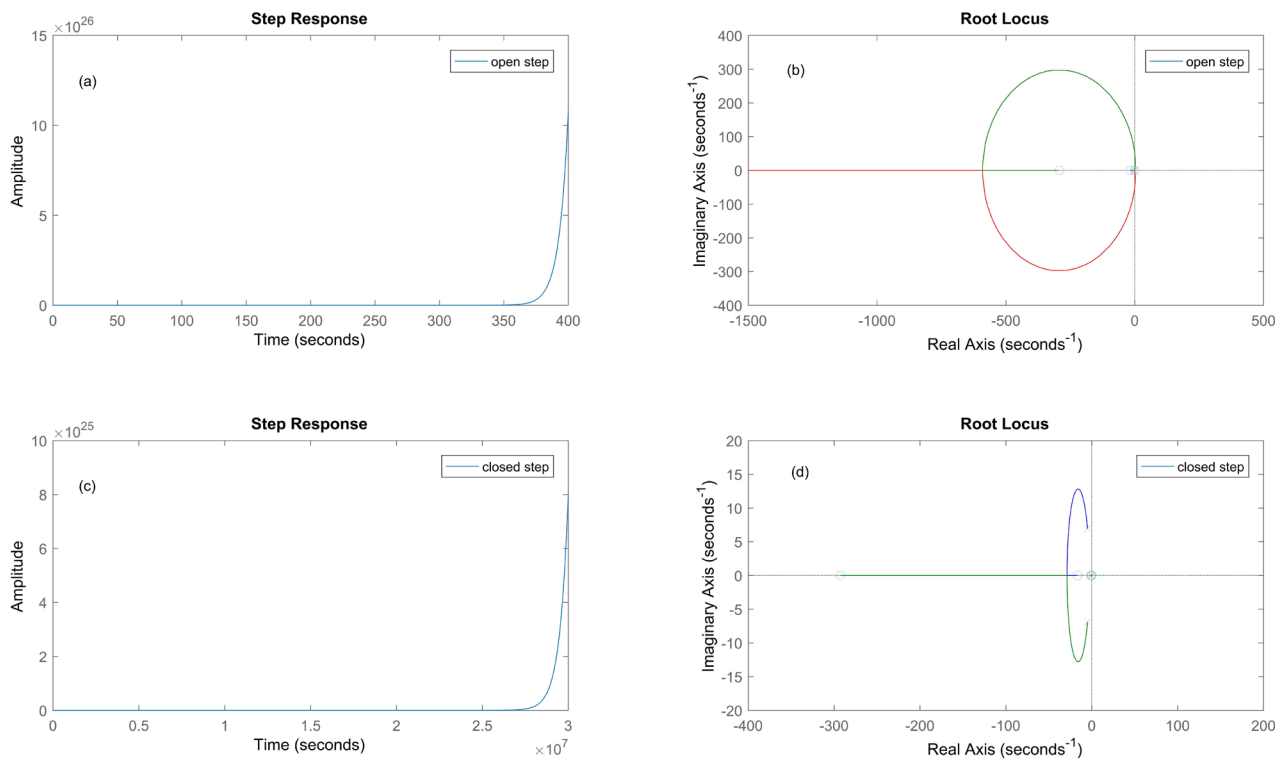 Step Response
×10^26
15
10
5
0
Amplitude
(a)
open step
0 50 100 150 200 250 300 350 400
Time (seconds)
Root Locus
400
300
200
100
0
-100
-200
-300
-400
Imaginary Axis (seconds^-1)
(b)
open step
-1500 -1000 -500 0 500
Real Axis (seconds^-1)
Step Response
×10^25
10
8
6
4
2
0
Amplitude
(c)
closed step
0 0.5 1 1.5 2 2.5 3
×10^7
Time (seconds)
Root Locus
20
15
10
5
0
-5
-10
-15
-20
Imaginary Axis (seconds^-1)
(d)
closed step
-400 -300 -200 -100 0 100 200
Real Axis (seconds^-1)